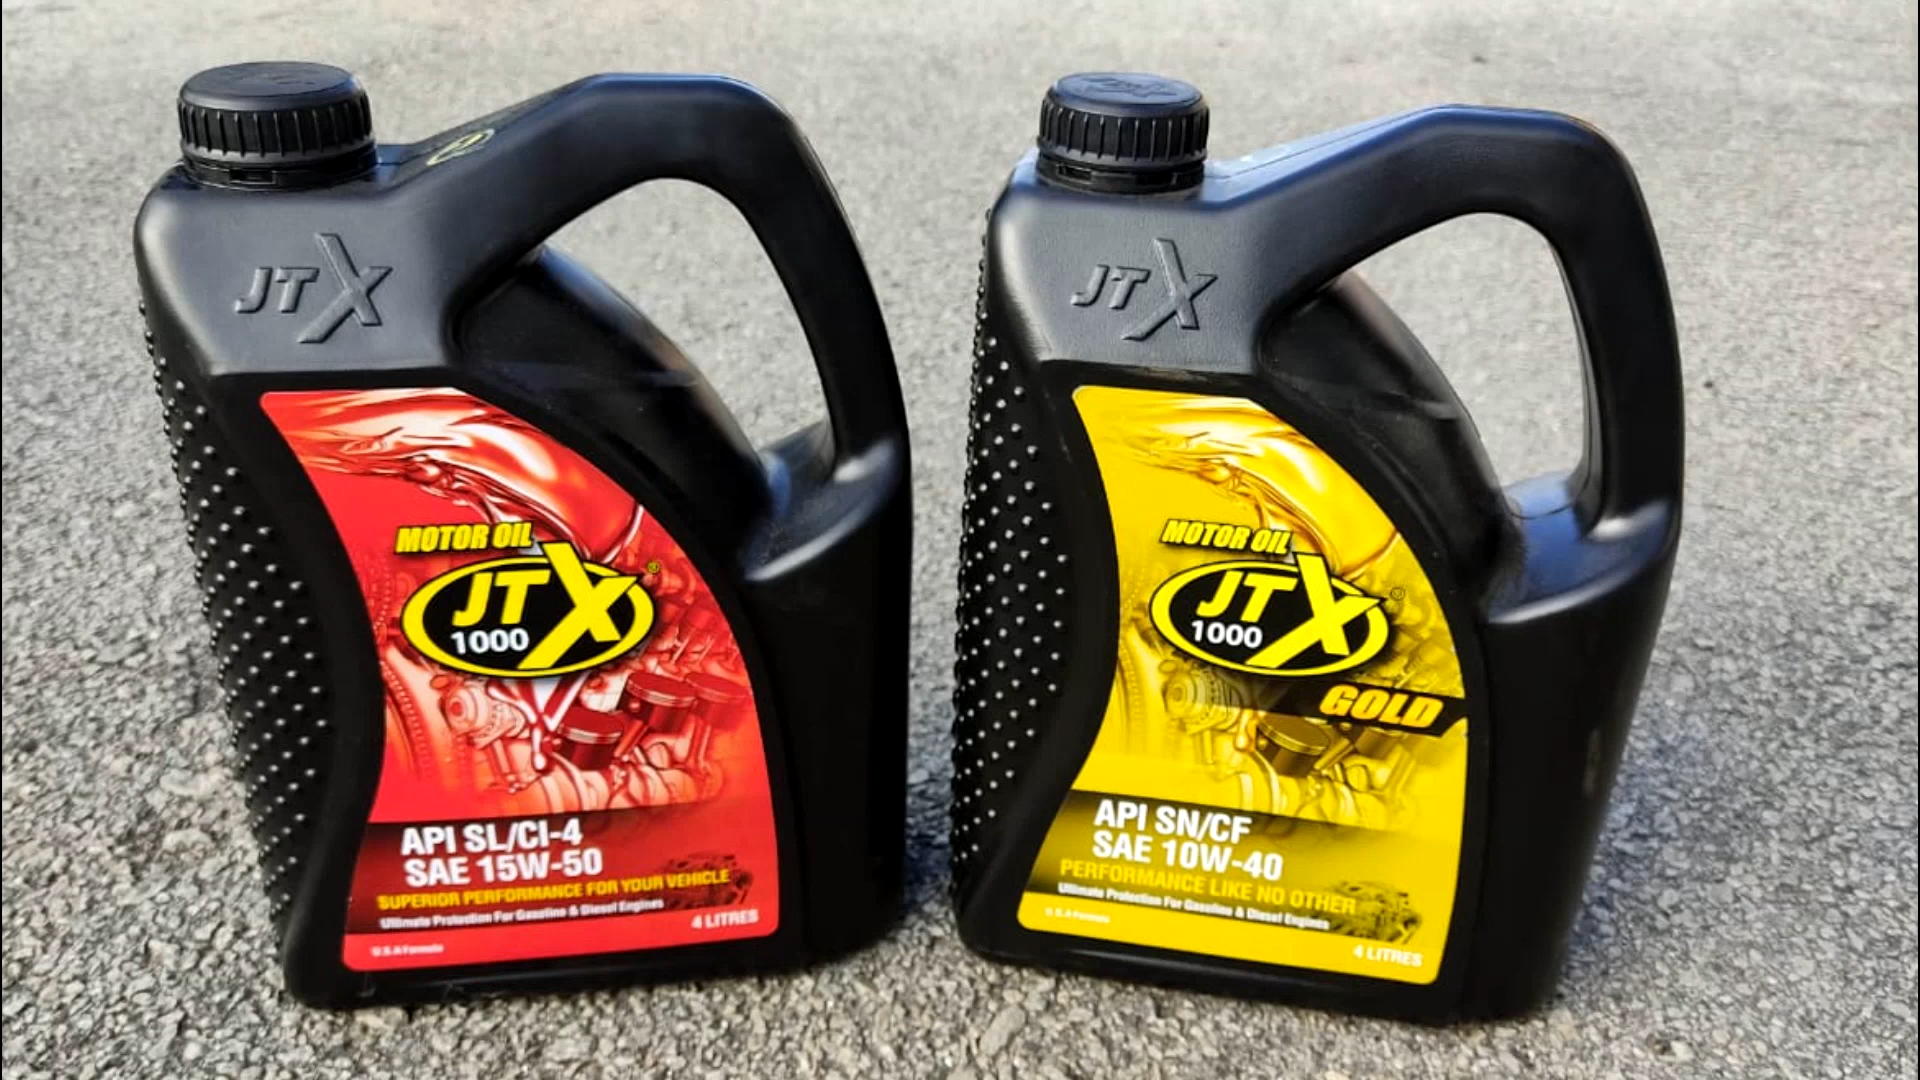 JTX
MOTOR OIL
JTX®
1000
API SL/CI-4
SAE 15W-50
SUPERIOR PERFORMANCE FOR YOUR VEHICLE
Ultimate Protection For Gasoline & Diesel Engines
4 LITRES
U.S.A Formula
JTX
MOTOR OIL
JTX®
1000
GOLD
API SN/CF
SAE 10W-40
PERFORMANCE LIKE NO OTHER
Ultimate Protection For Gasoline & Diesel Engines
U.S.A Formula
4 LITRES